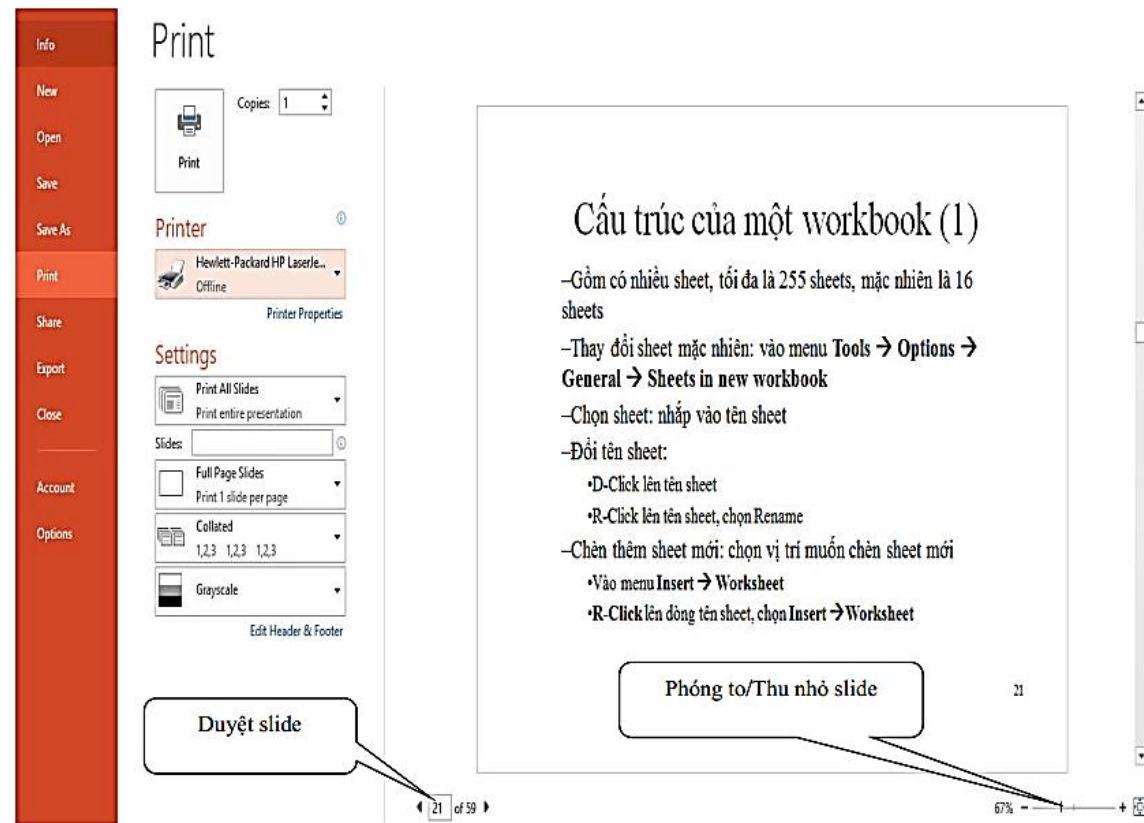 Info
New
Open
Save
Save As
Print
Share
Export
Close
Account
Options
Print
Print
Copies: 1
Printer
Hewlett-Packard HP LaserJe...
Offline
Printer Properties
Settings
Print All Slides
Print entire presentation
Slides:
Full Page Slides
Print 1 slide per page
Collated
1,2,3 1,2,3 1,2,3
Grayscale
Edit Header & Footer
Cấu trúc của một workbook (1)
–Gồm có nhiều sheet, tối đa là 255 sheets, mặc nhiên là 16
sheets
–Thay đổi sheet mặc nhiên: vào menu Tools → Options →
General → Sheets in new workbook
–Chọn sheet: nhắp vào tên sheet
–Đổi tên sheet:
•D-Click lên tên sheet
•R-Click lên tên sheet, chọn Rename
–Chèn thêm sheet mới: chọn vị trí muốn chèn sheet mới
•Vào menu Insert → Worksheet
•R-Click lên dòng tên sheet, chọn Insert →Worksheet
Phóng to/Thu nhỏ slide
21
Duyệt slide
21 of 59
67%